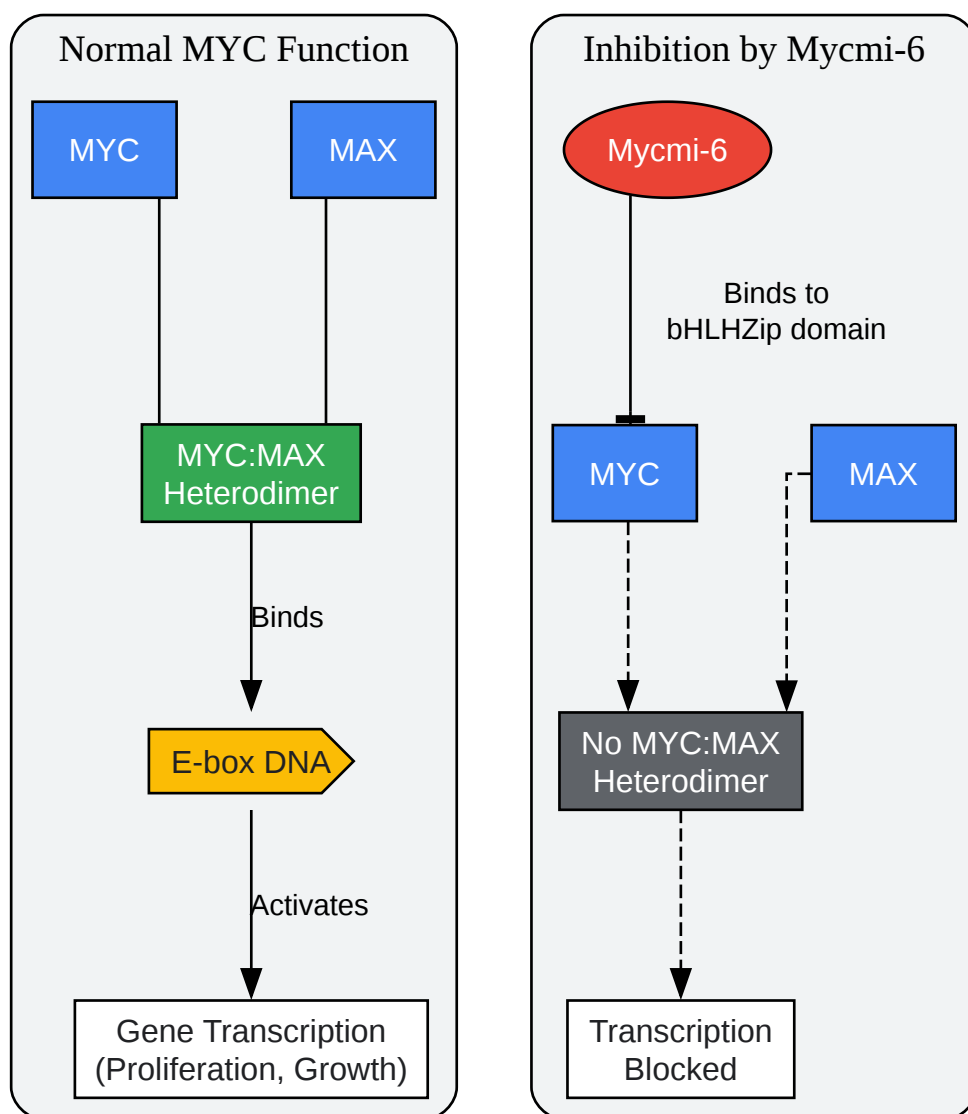 Normal MYC Function
MYC
MAX
MYC:MAX
Heterodimer
Binds
E-box DNA
Activates
Gene Transcription
(Proliferation, Growth)
Inhibition by Mycmi-6
Mycmi-6
Binds to
bHLHZip domain
MYC
MAX
No MYC:MAX
Heterodimer
Transcription
Blocked